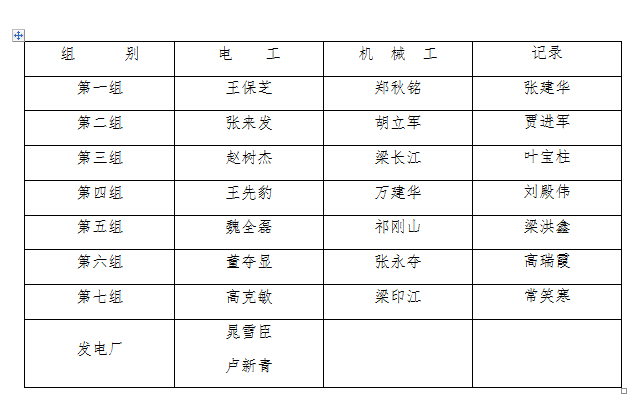 组 别 电 工 机 械 工 记录
第一组 王保芝 郑秋铭 张建华
第二组 张来发 胡立军 贾进军
第三组 赵树杰 梁长江 叶宝柱
第四组 王先豹 万建华 刘殿伟
第五组 魏全磊 祁刚山 梁洪鑫
第六组 董夺显 张永夺 高瑞霞
第七组 高克敏 梁印江 常笑寒
发电厂 晁雪臣
卢新青